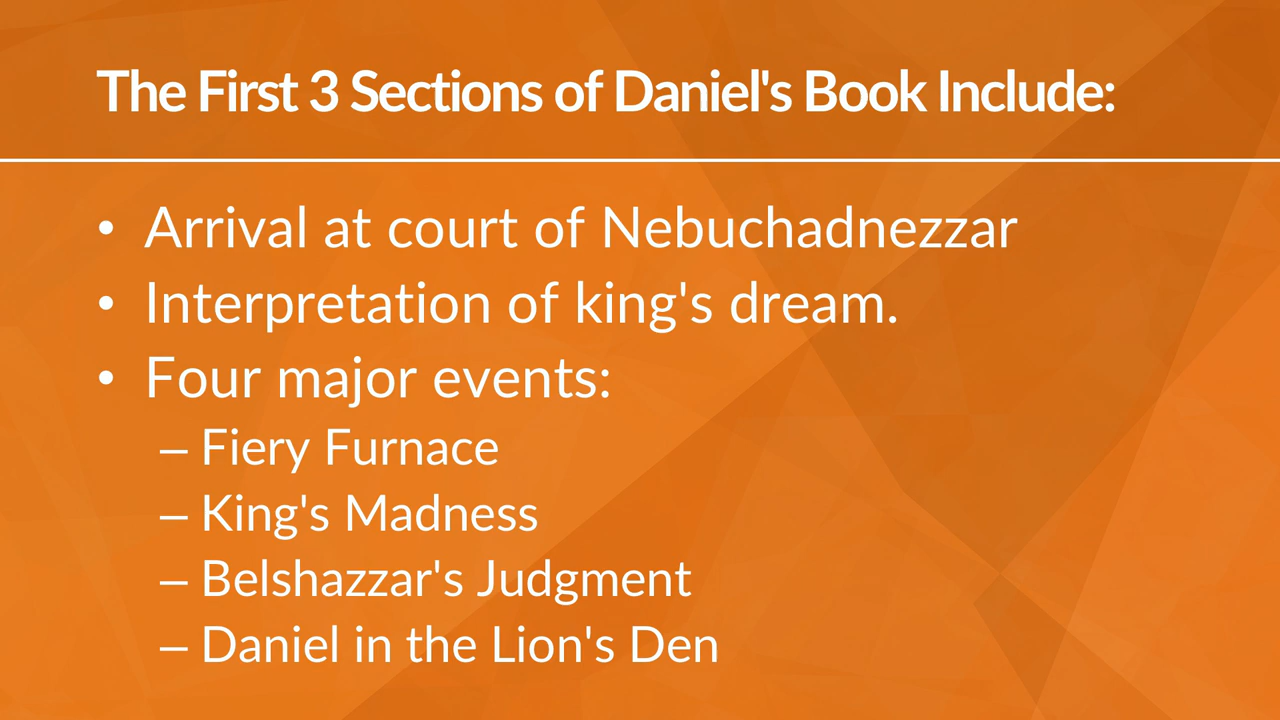 The First 3 Sections of Daniel's Book Include:
• Arrival at court of Nebuchadnezzar
• Interpretation of king's dream.
• Four major events:
– Fiery Furnace
– King's Madness
– Belshazzar's Judgment
– Daniel in the Lion's Den